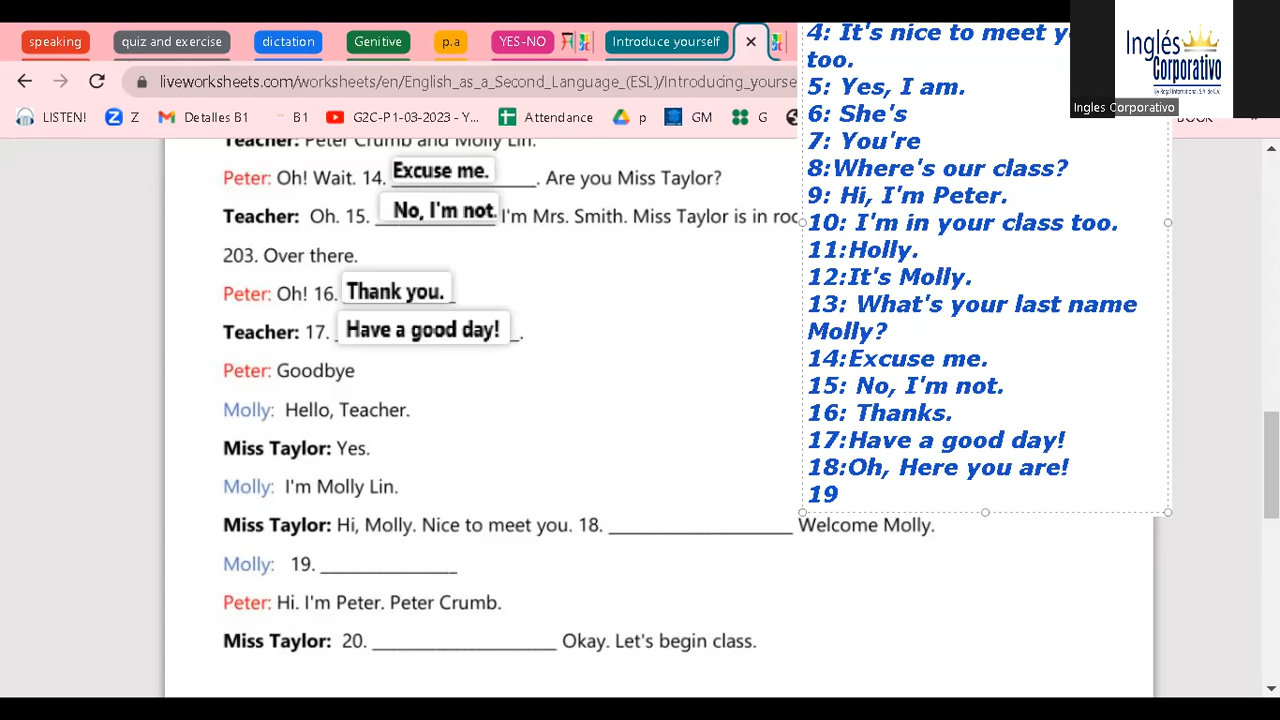 speaking
quiz and exercise
dictation
Genitive
p.a
YES-NO
Introduce yourself
liveworksheets.com/worksheets/en/English_as_a_Second_Language_(ESL)/Introducing_yourse
LISTEN!
Z
Detalles B1
B1
G2C-P1-03-2023 - Y...
Attendance
p
GM
G
Inglés
Corporativo
Ingles Corporativo
Teacher: Peter Crumb and Molly Lin.
Peter: Oh! Wait. 14. Excuse me. Are you Miss Taylor?
Teacher: Oh. 15. No, I'm not. I'm Mrs. Smith. Miss Taylor is in
203. Over there.
Peter: Oh! 16. Thank you.
Teacher: 17. Have a good day! .
Peter: Goodbye
Molly: Hello, Teacher.
Miss Taylor: Yes.
Molly: I'm Molly Lin.
Miss Taylor: Hi, Molly. Nice to meet you. 18. ________________ Welcome Molly.
Molly: 19. ____________
Peter: Hi. I'm Peter. Peter Crumb.
Miss Taylor: 20. ________________ Okay. Let's begin class.
4: It's nice to meet
too.
5: Yes, I am.
6: She's
7: You're
8:Where's our class?
9: Hi, I'm Peter.
10: I'm in your class too.
11:Holly.
12:It's Molly.
13: What's your last name
Molly?
14:Excuse me.
15: No, I'm not.
16: Thanks.
17:Have a good day!
18:Oh, Here you are!
19